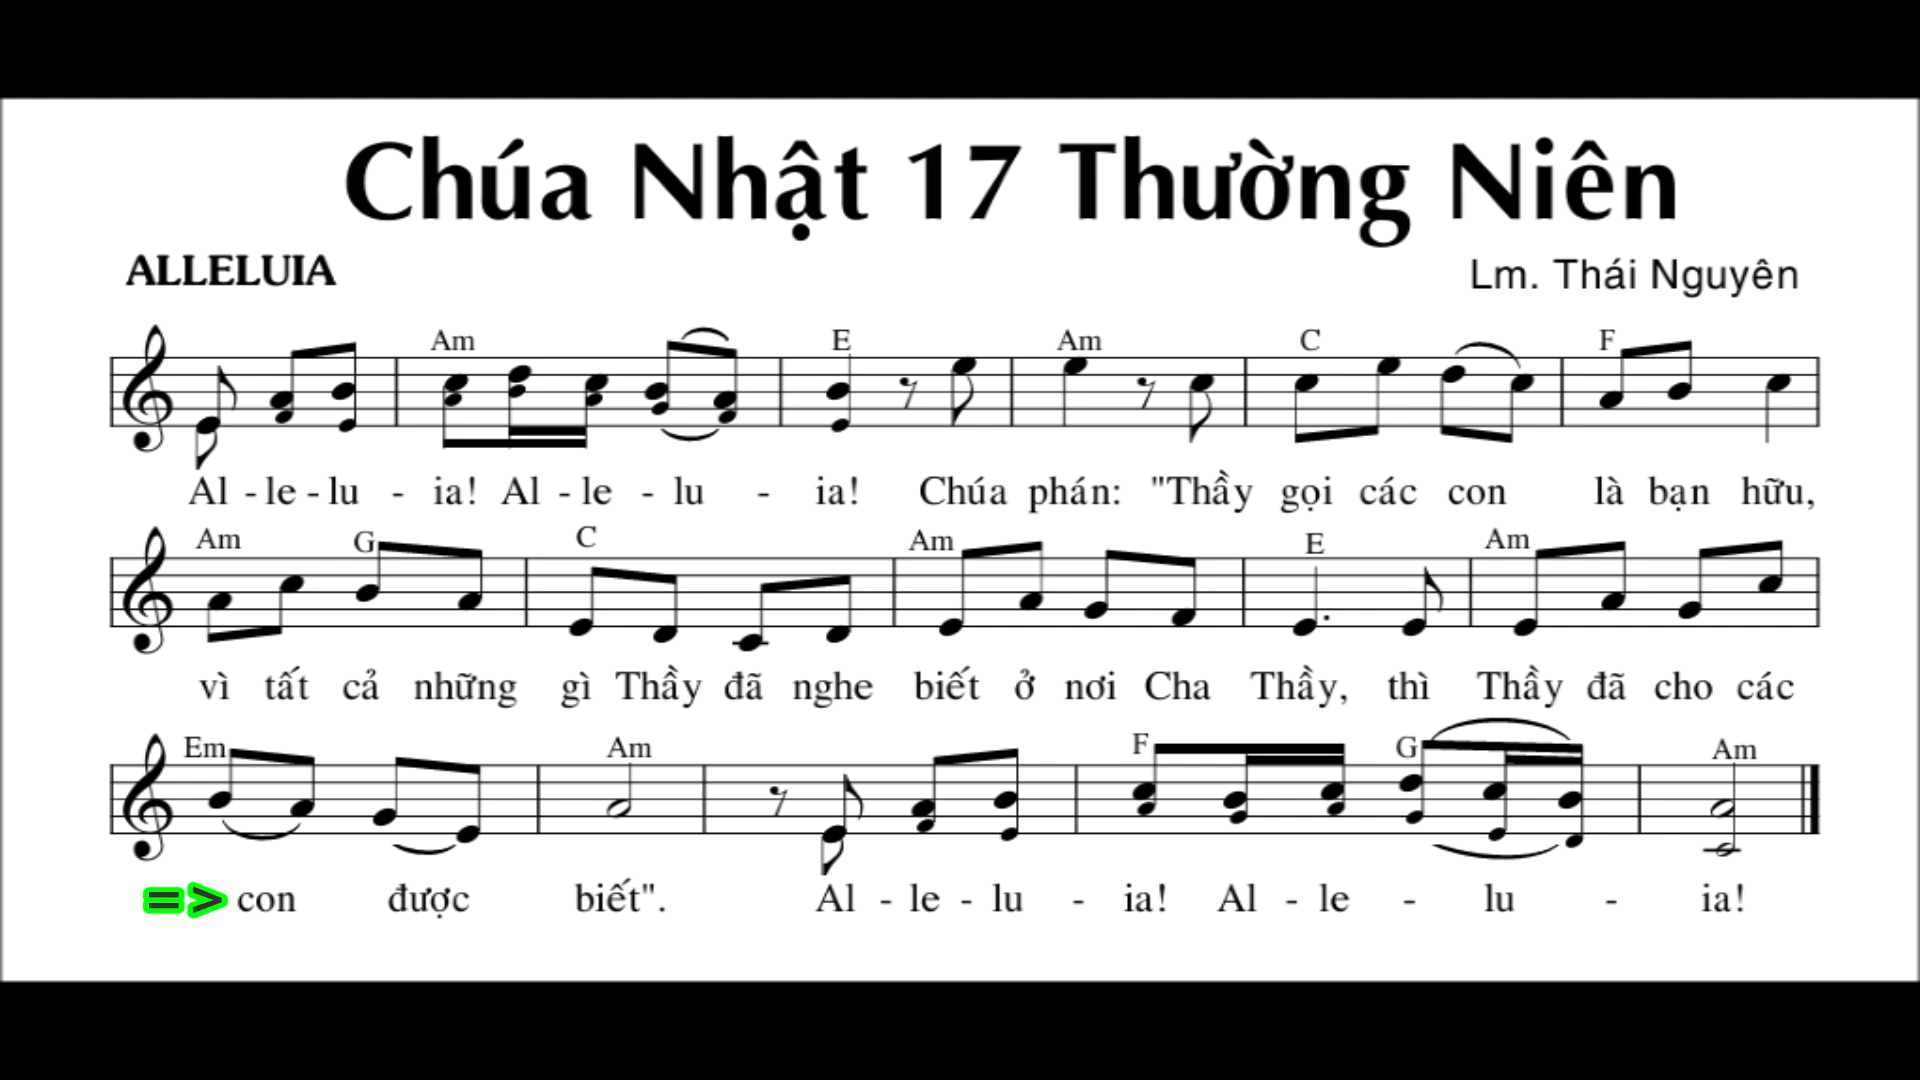 Chúa Nhật 17 Thường Niên
ALLELUIA
Lm. Thái Nguyên
Am E Am C F
Al - le - lu - ia! Al - le - lu - ia! Chúa phán: "Thầy gọi các con là bạn hữu,
Am G C Am E Am
vì tất cả những gì Thầy đã nghe biết ở nơi Cha Thầy, thì Thầy đã cho các
Em Am F G Am
=> con được biết". Al - le - lu - ia! Al - le - lu - ia!